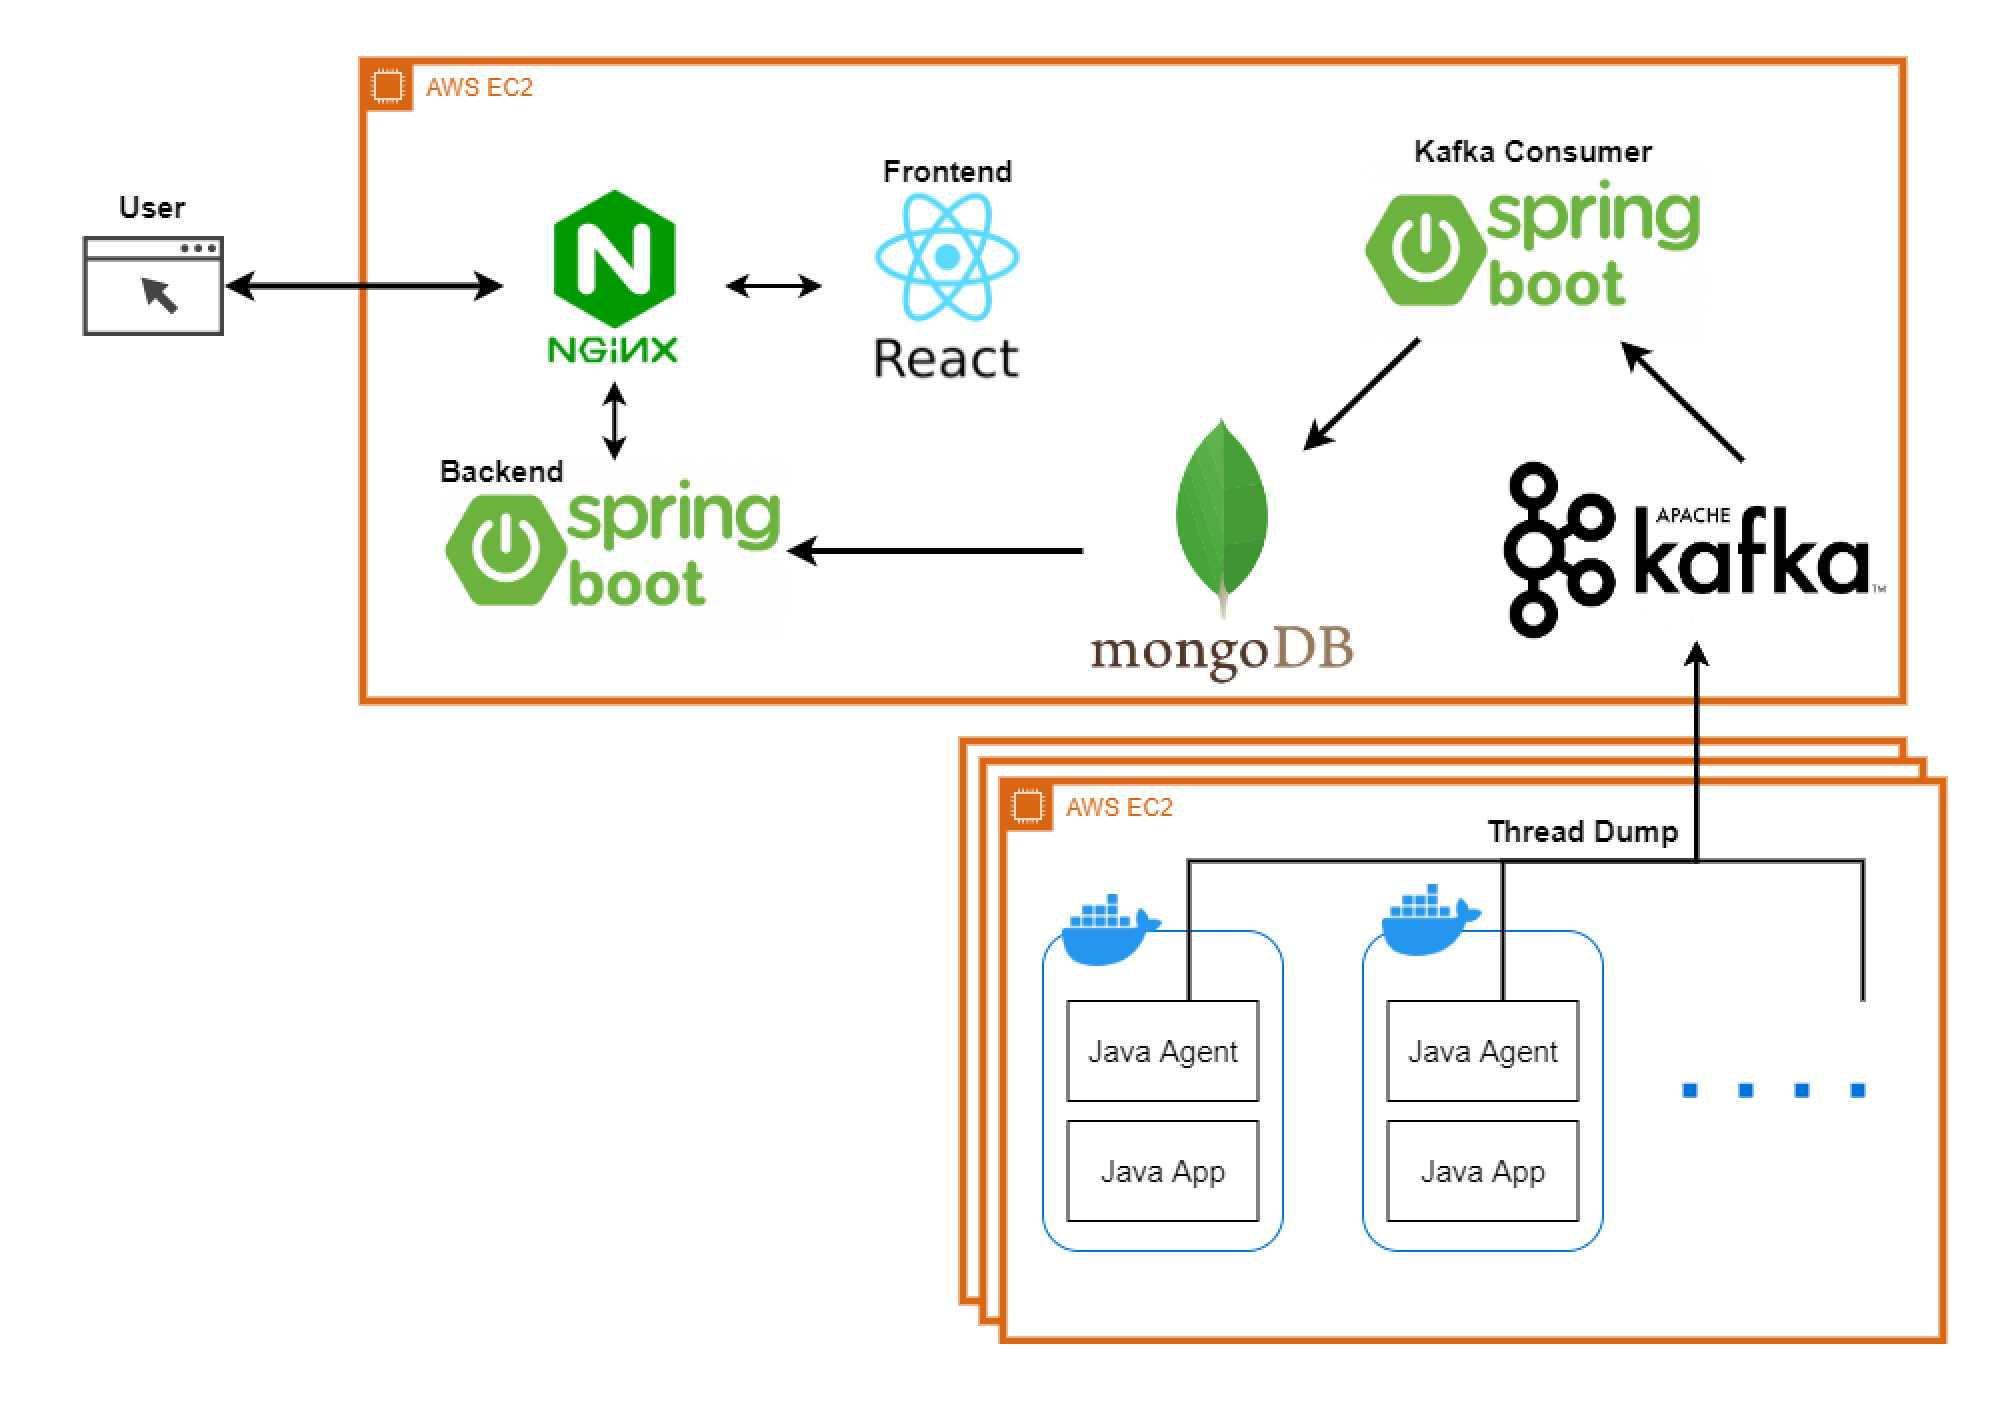 AWS EC2
User
NGINX
Frontend
React
Kafka Consumer
spring
boot
Backend
spring
boot
mongoDB
APACHE
kafka™
AWS EC2
Thread Dump
Java Agent
Java App
Java Agent
Java App